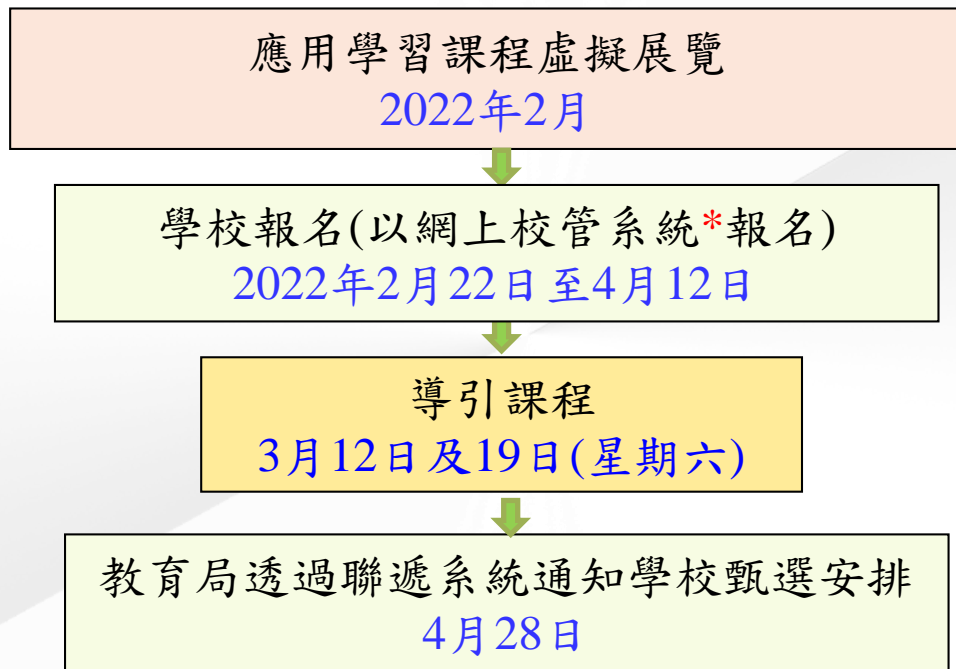 應用學習課程虛擬展覽
2022年2月
學校報名(以網上校管系統*報名)
2022年2月22日至4月12日
導引課程
3月12日及19日(星期六)
教育局透過聯遞系統通知學校甄選安排
4月28日